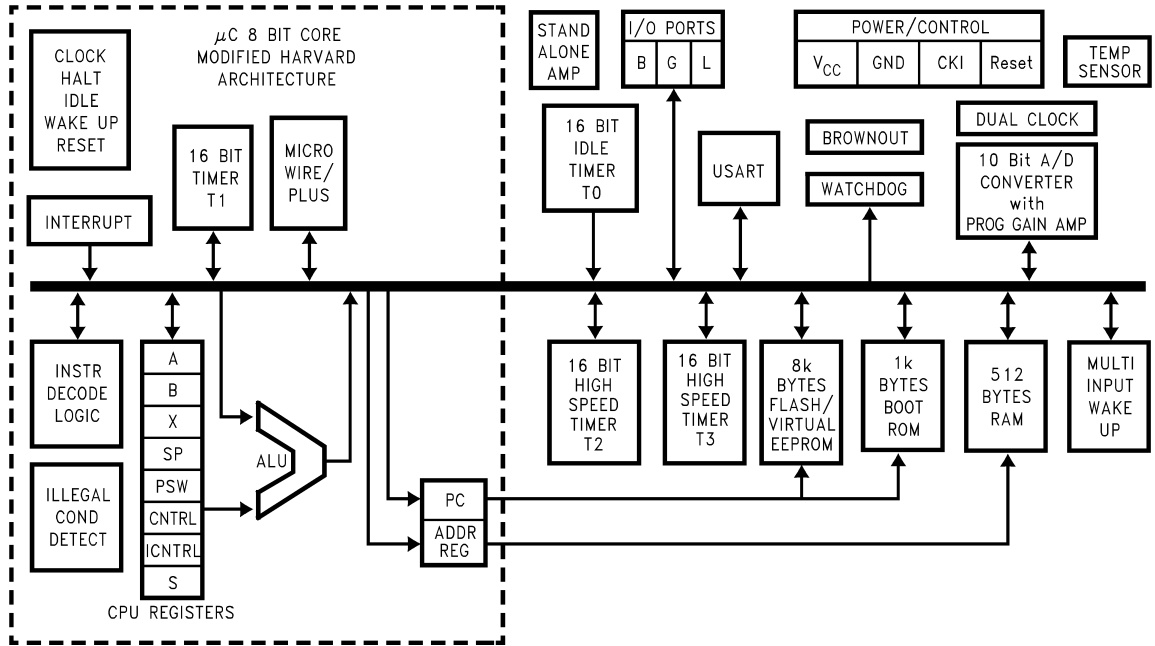 μC 8 BIT CORE
MODIFIED HARVARD
ARCHITECTURE
CLOCK
HALT
IDLE
WAKE UP
RESET
INTERRUPT
16 BIT
TIMER
T1
MICRO
WIRE/
PLUS
STAND
ALONE
AMP
I/O PORTS
B G L
POWER/CONTROL
VCC GND CKI Reset
TEMP
SENSOR
16 BIT
IDLE
TIMER
T0
USART
BROWNOUT
WATCHDOG
DUAL CLOCK
10 Bit A/D
CONVERTER
with
PROG GAIN AMP
INSTR
DECODE
LOGIC
ILLEGAL
COND
DETECT
A
B
X
SP
PSW
CNTRL
ICNTRL
S
CPU REGISTERS
ALU
PC
ADDR
REG
16 BIT
HIGH
SPEED
TIMER
T2
16 BIT
HIGH
SPEED
TIMER
T3
8k
BYTES
FLASH/
VIRTUAL
EEPROM
1k
BYTES
BOOT
ROM
512
BYTES
RAM
MULTI
INPUT
WAKE
UP